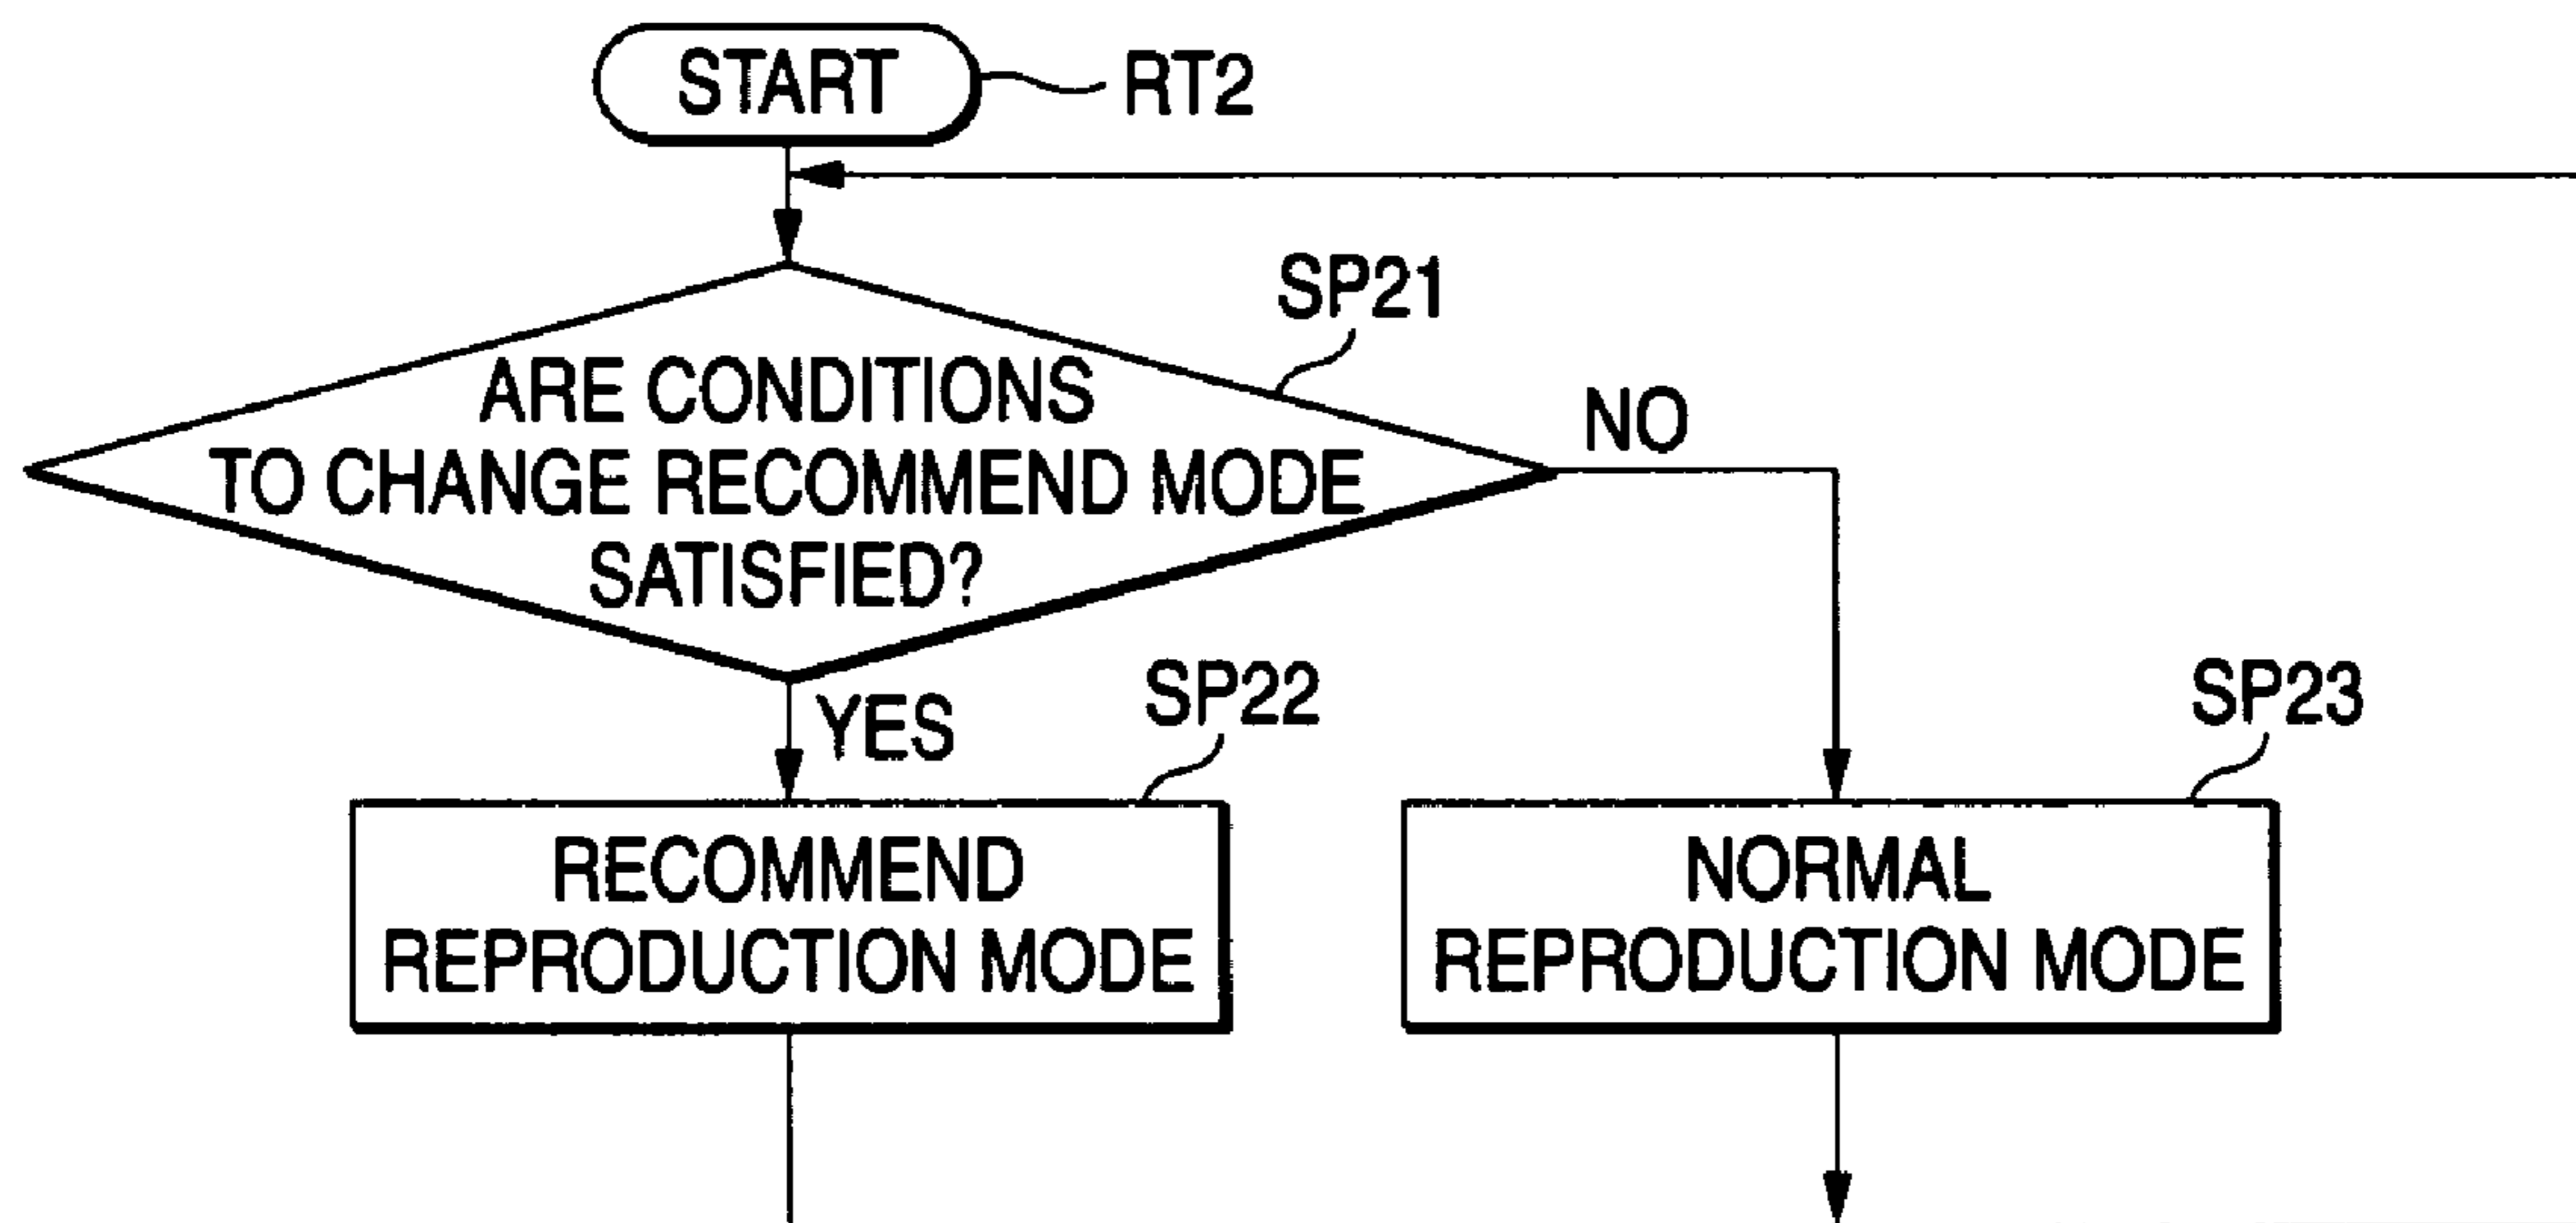 START
RT2
SP21
ARE CONDITIONS
TO CHANGE RECOMMEND MODE
SATISFIED?
NO
YES
SP22
SP23
RECOMMEND
REPRODUCTION MODE
NORMAL
REPRODUCTION MODE